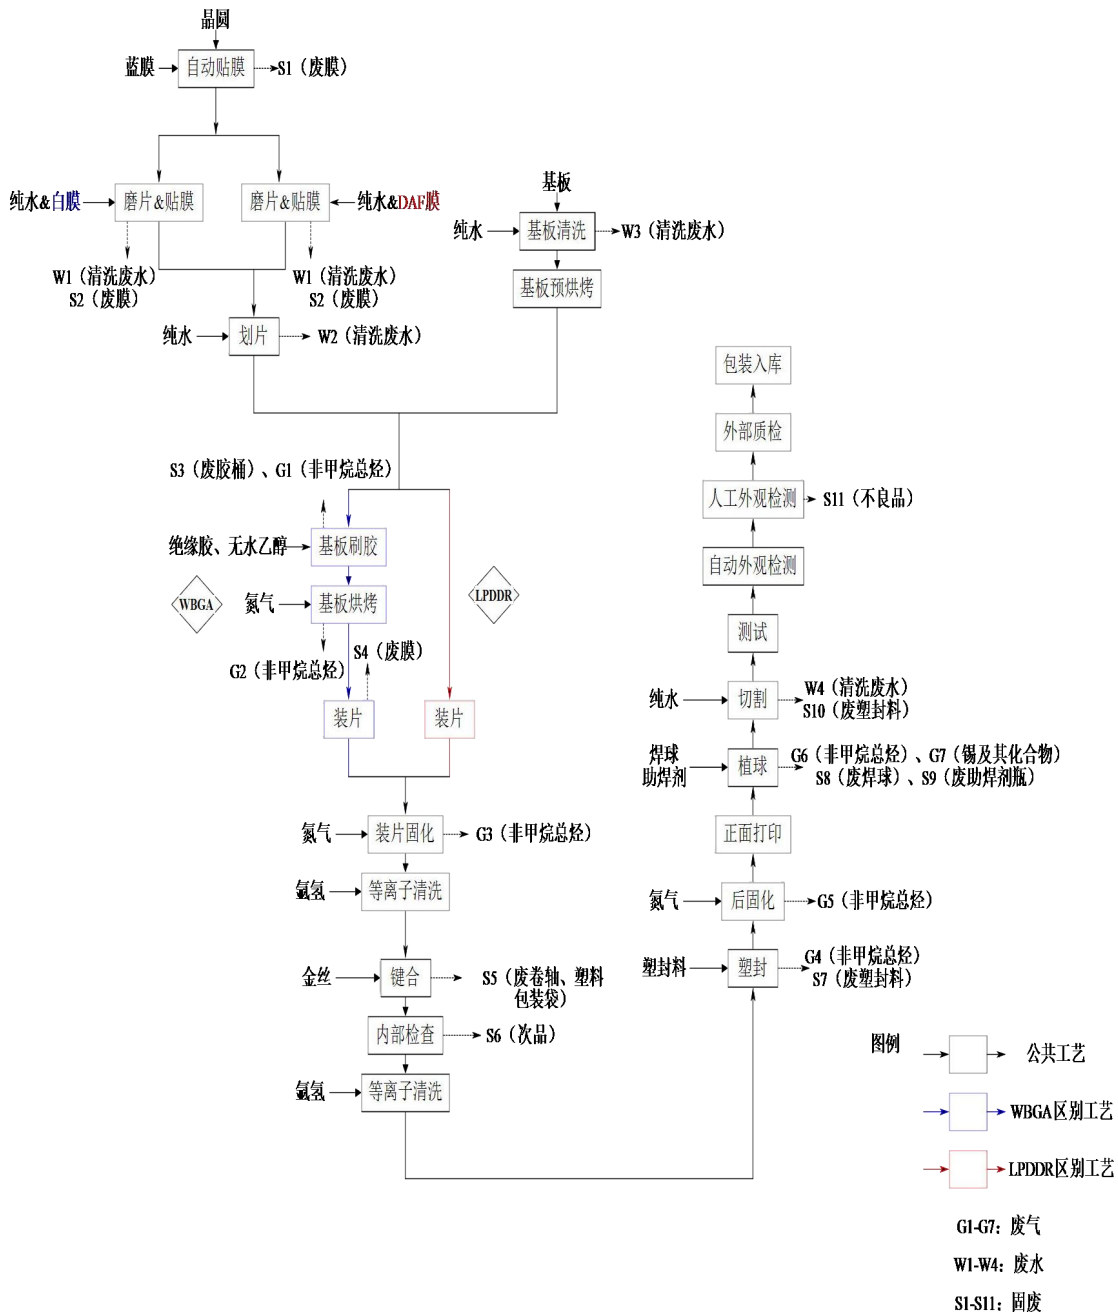 晶圆
蓝膜
自动贴膜
S1（废膜）
纯水&白膜
磨片&贴膜
磨片&贴膜
纯水&DAF膜
W1（清洗废水）
S2（废膜）
W1（清洗废水）
S2（废膜）
基板
纯水
基板清洗
W3（清洗废水）
基板预烘烤
纯水
划片
W2（清洗废水）
S3（废胶桶）、G1（非甲烷总烃）
绝缘胶、无水乙醇
基板刷胶
WBGA
氮气
基板烘烤
LPDDR
G2（非甲烷总烃）
S4（废膜）
装片
装片
氮气
装片固化
G3（非甲烷总烃）
氩氢
等离子清洗
金丝
键合
S5（废卷轴、塑料
包装袋）
内部检查
S6（次品）
氩氢
等离子清洗
包装入库
外部质检
人工外观检测
S11（不良品）
自动外观检测
测试
纯水
切割
W4（清洗废水）
S10（废塑封料）
焊球
助焊剂
植球
G6（非甲烷总烃）、G7（锡及其化合物）
S8（废焊球）、S9（废助焊剂瓶）
正面打印
氮气
后固化
G5（非甲烷总烃）
塑封料
塑封
G4（非甲烷总烃）
S7（废塑封料）
图例
公共工艺
WBGA区别工艺
LPDDR区别工艺
G1-G7：废气
W1-W4：废水
S1-S11：固废